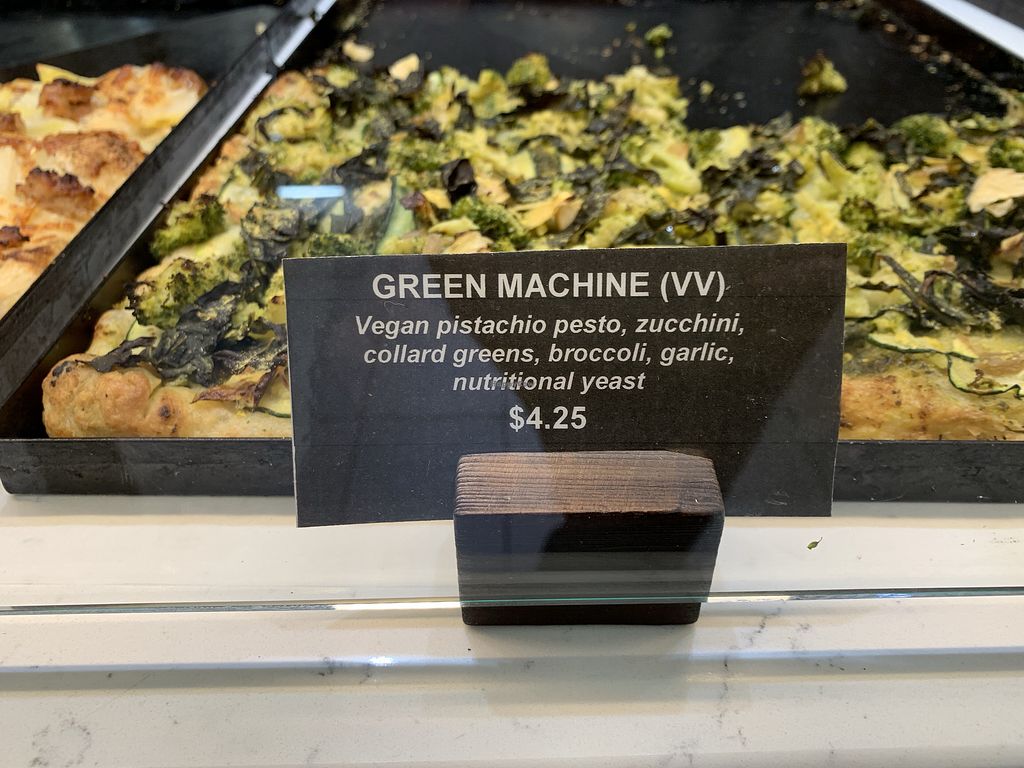 GREEN MACHINE (VV)
Vegan pistachio pesto, zucchini,
collard greens, broccoli, garlic,
nutritional yeast
$4.25